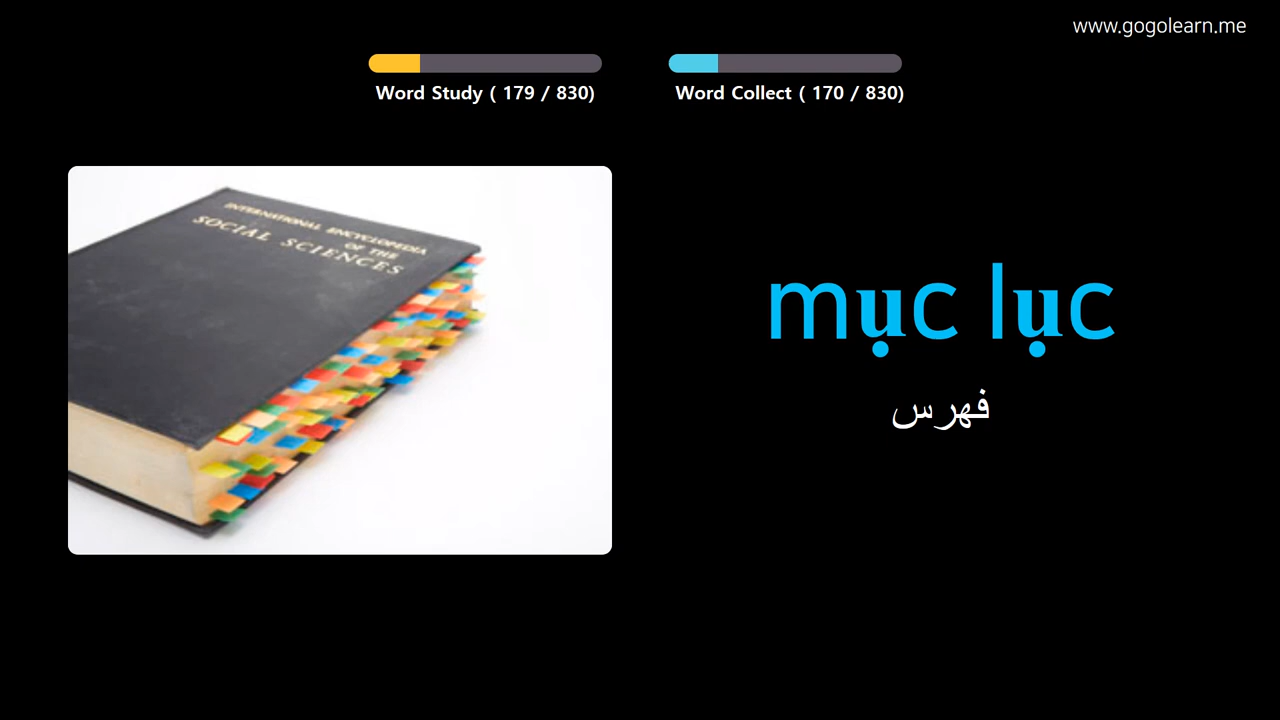 www.gogolearn.me
Word Study ( 179 / 830)
Word Collect ( 170 / 830)
INTERNATIONAL ENCYCLOPEDIA
OF THE
SOCIAL SCIENCES
mục lục
فهرس